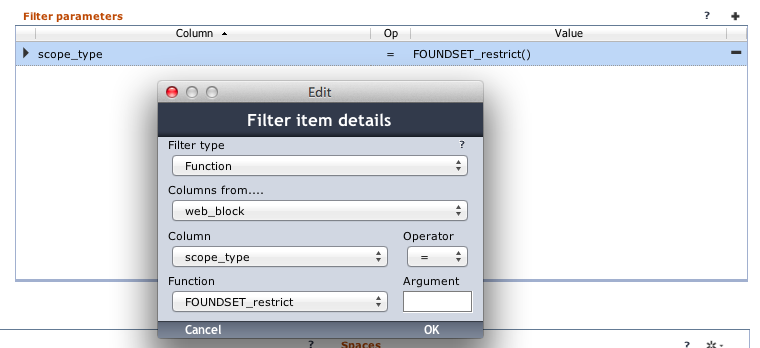 Filter parameters ? +
Column Op Value
scope_type = FOUNDSET_restrict()
Edit
Filter item details
Filter type ?
Function
Columns from....
web_block
Column Operator
scope_type =
Function Argument
FOUNDSET_restrict
Cancel OK
? Spaces ?